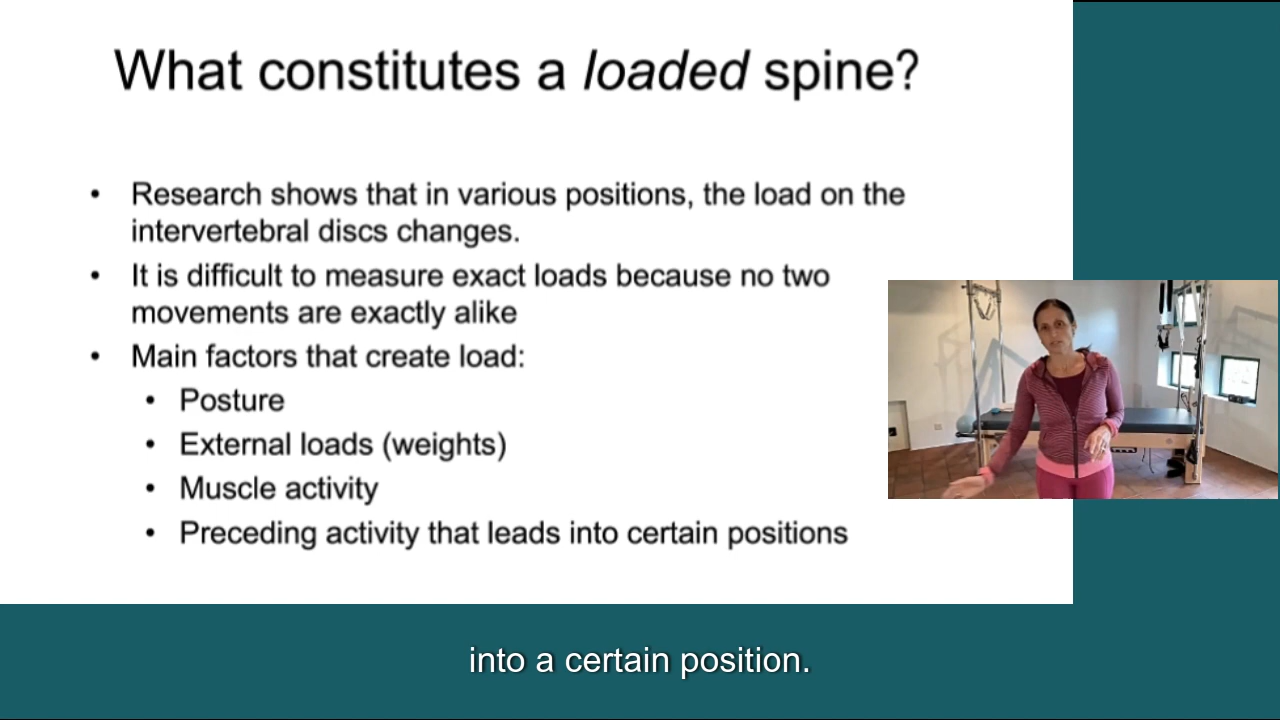 What constitutes a loaded spine?
• Research shows that in various positions, the load on the
intervertebral discs changes.
• It is difficult to measure exact loads because no two
movements are exactly alike
• Main factors that create load:
• Posture
• External loads (weights)
• Muscle activity
• Preceding activity that leads into certain positions
into a certain position.